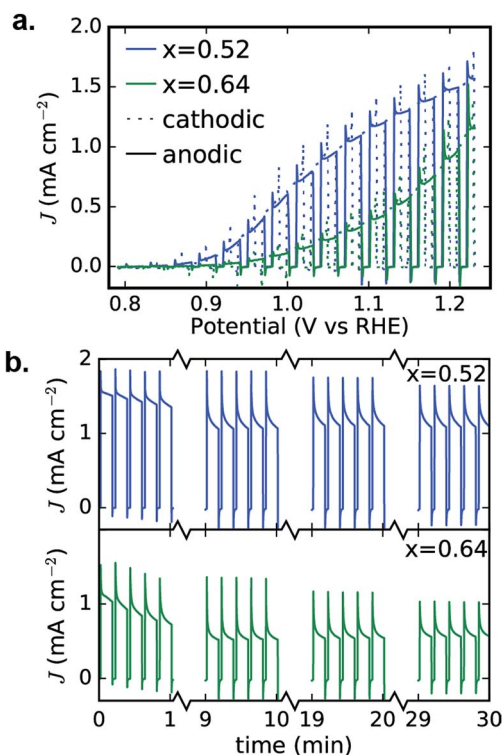 a.
x=0.52
x=0.64
cathodic
anodic
J (mA cm⁻²)
2.0
1.5
1.0
0.5
0.0
0.8 0.9 1.0 1.1 1.2
Potential (V vs RHE)
b.
x=0.52
J (mA cm⁻²)
2
1
0
x=0.64
J (mA cm⁻²)
1
0
0 1 9 10 19 20 29 30
time (min)